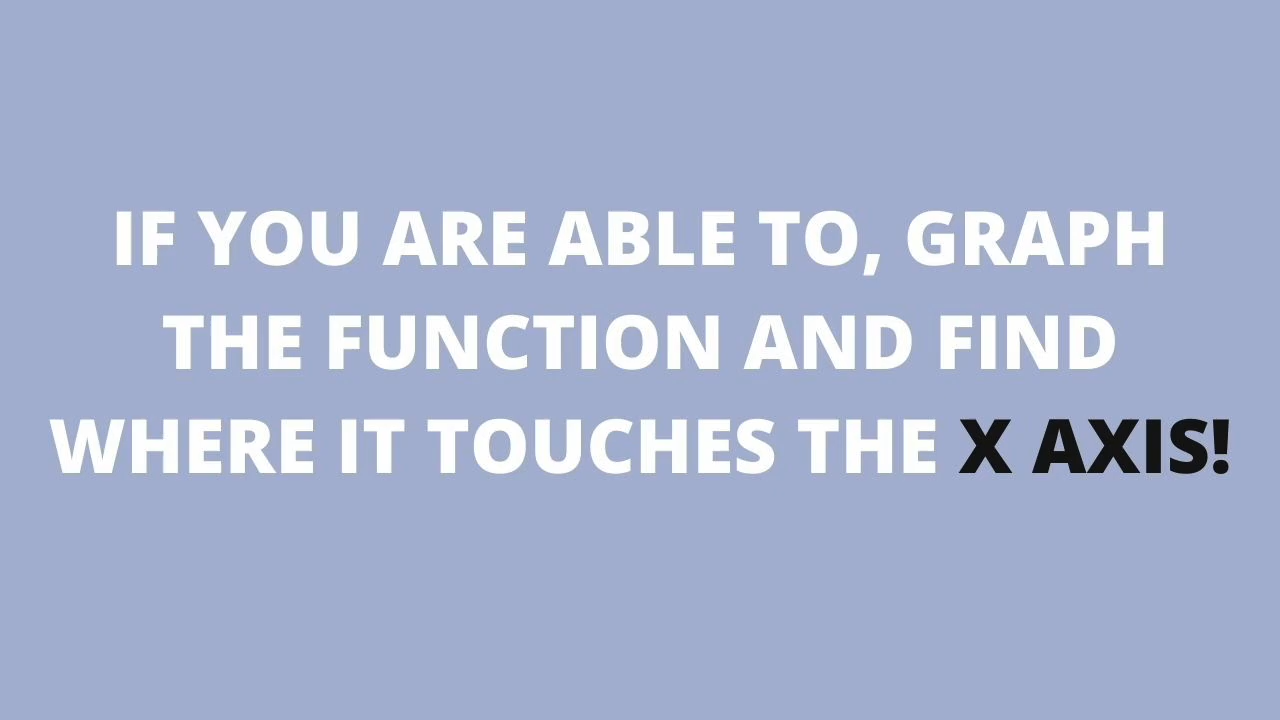 IF YOU ARE ABLE TO, GRAPH
THE FUNCTION AND FIND
WHERE IT TOUCHES THE X AXIS!